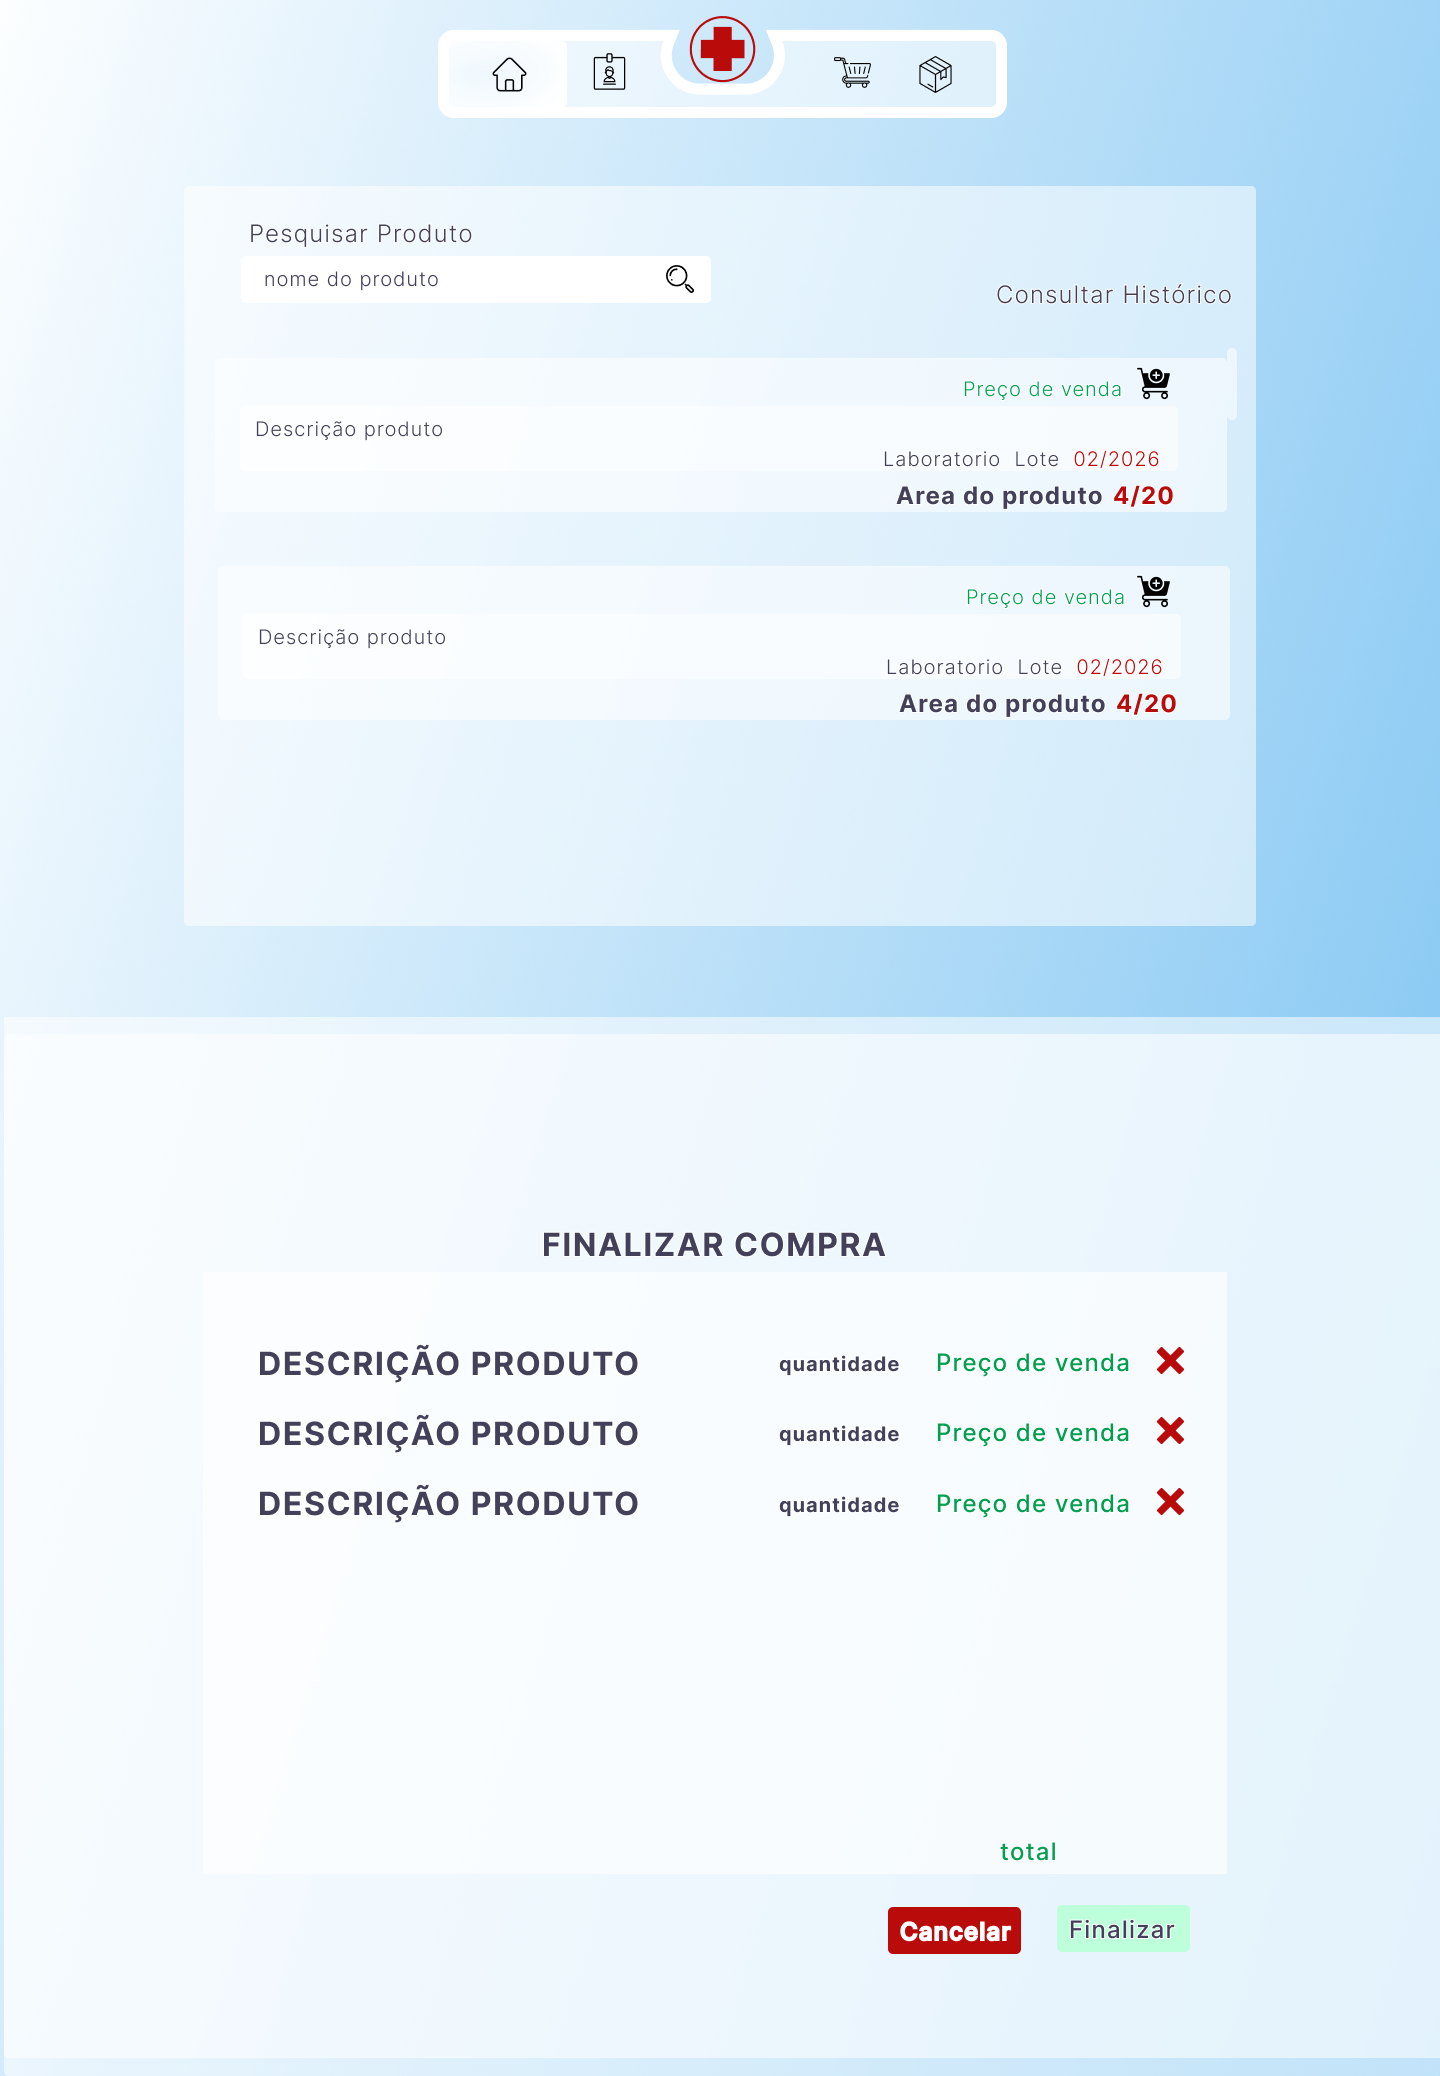 Pesquisar Produto
nome do produto
Consultar Histórico
Preço de venda
Descrição produto
Laboratorio Lote 02/2026
Area do produto 4/20
Preço de venda
Descrição produto
Laboratorio Lote 02/2026
Area do produto 4/20
FINALIZAR COMPRA
DESCRIÇÃO PRODUTO quantidade Preço de venda
DESCRIÇÃO PRODUTO quantidade Preço de venda
DESCRIÇÃO PRODUTO quantidade Preço de venda
total
Cancelar Finalizar